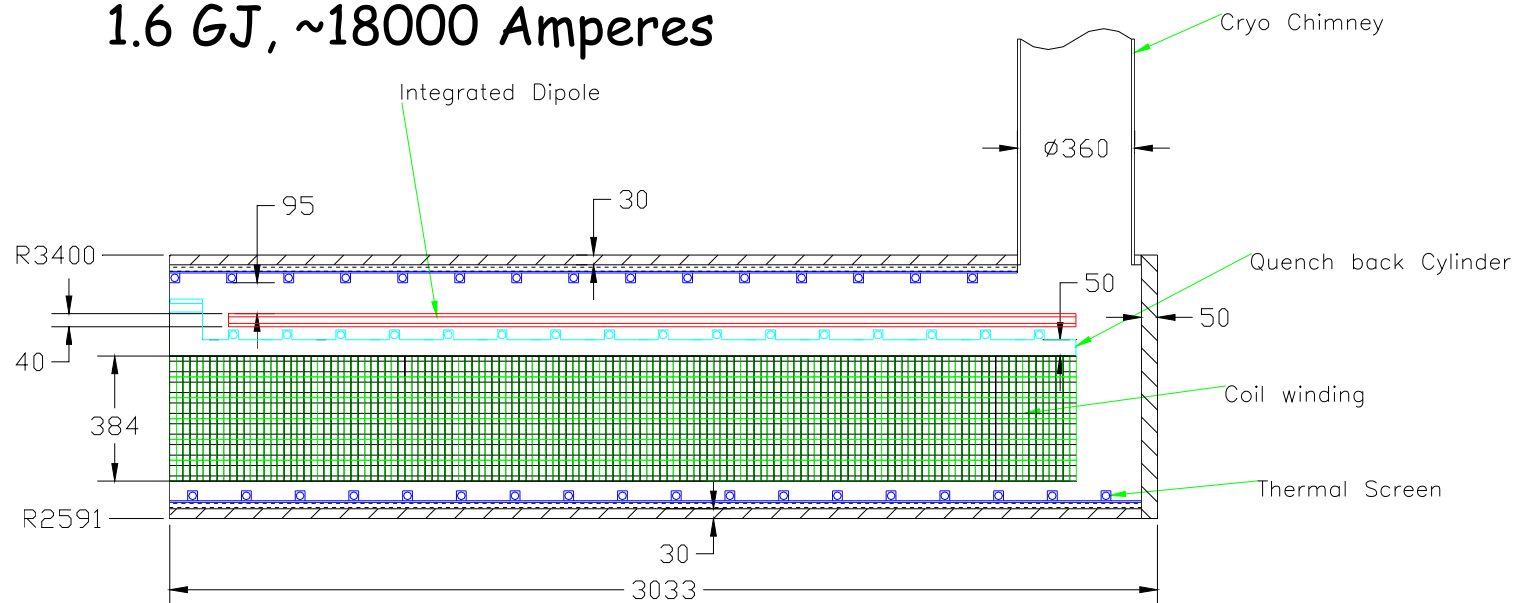 1.6 GJ, ~18000 Amperes
Cryo Chimney
Integrated Dipole
ø360
95
30
R3400
Quench back Cylinder
50
50
40
Coil winding
384
Thermal Screen
R2591
30
3033